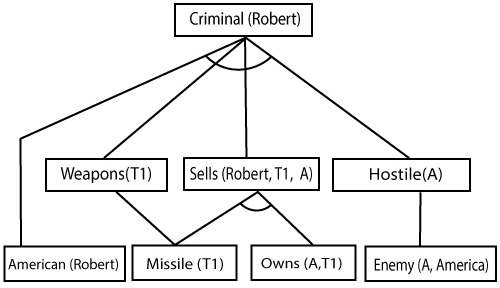 Criminal (Robert)
Weapons(T1)
Sells (Robert, T1, A)
Hostile(A)
American (Robert)
Missile (T1)
Owns (A,T1)
Enemy (A, America)